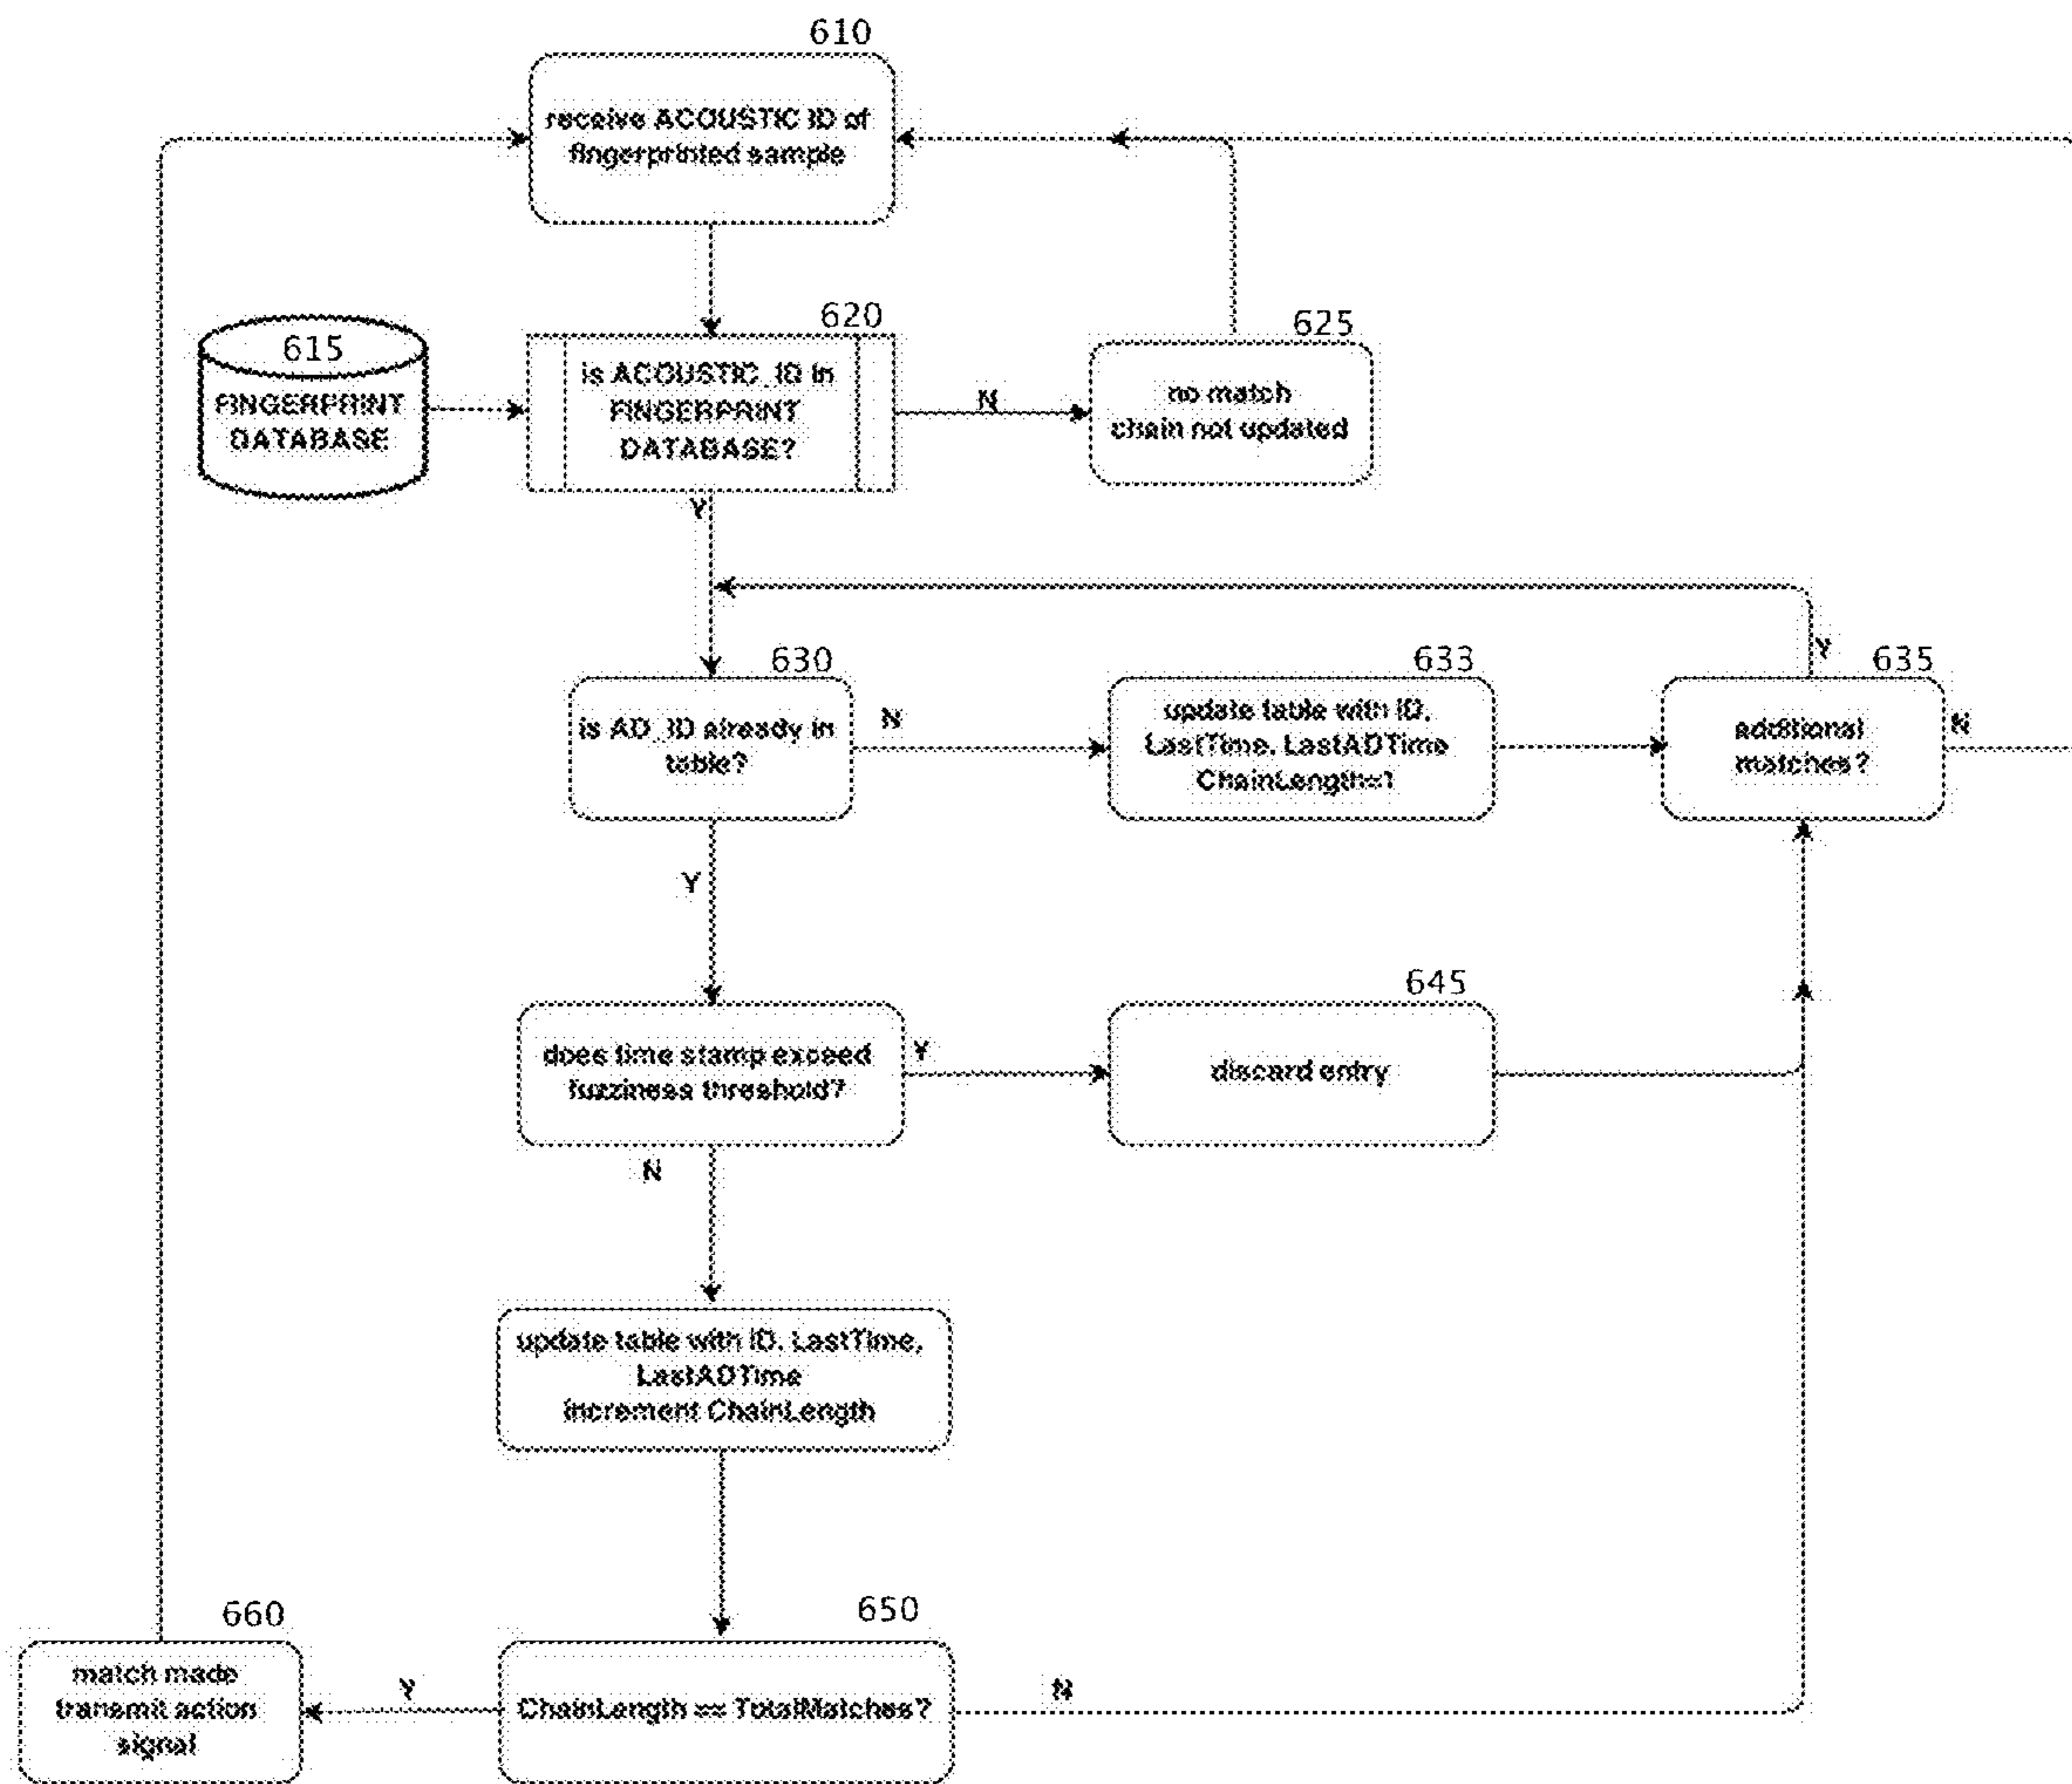 610
receive ACOUSTIC ID of
fingerprinted sample
615
FINGERPRINT
DATABASE
620
is ACOUSTIC_ID in
FINGERPRINT
DATABASE?
N
625
no match
chain not updated
Y
630
is AD_ID already in
table?
N
633
update table with ID,
LastTime, LastADTime
ChainLength=1
635
additional
matches?
Y
N
Y
does time stamp exceed
fuzziness threshold?
Y
645
discard entry
N
update table with ID, LastTime,
LastADTime
increment ChainLength
650
ChainLength == TotalMatches?
Y
N
660
match made
transmit action
signal